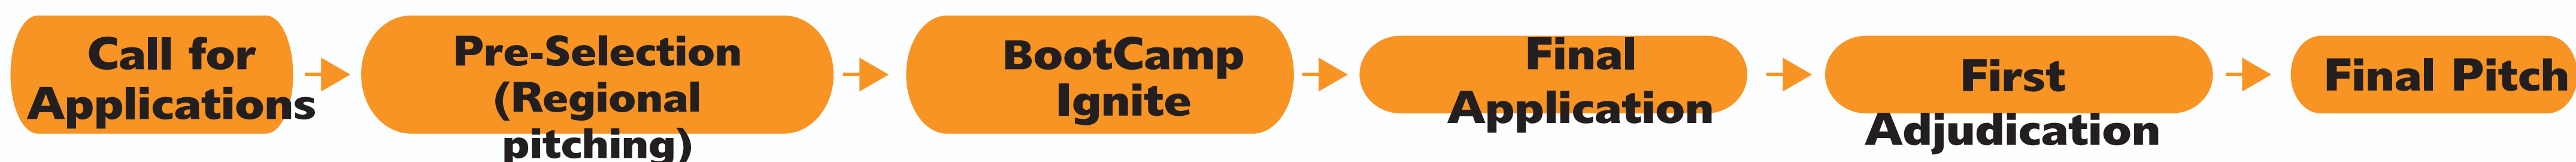 Call for
Applications
Pre-Selection
(Regional
pitching)
BootCamp
Ignite
Final
Application
First
Adjudication
Final Pitch